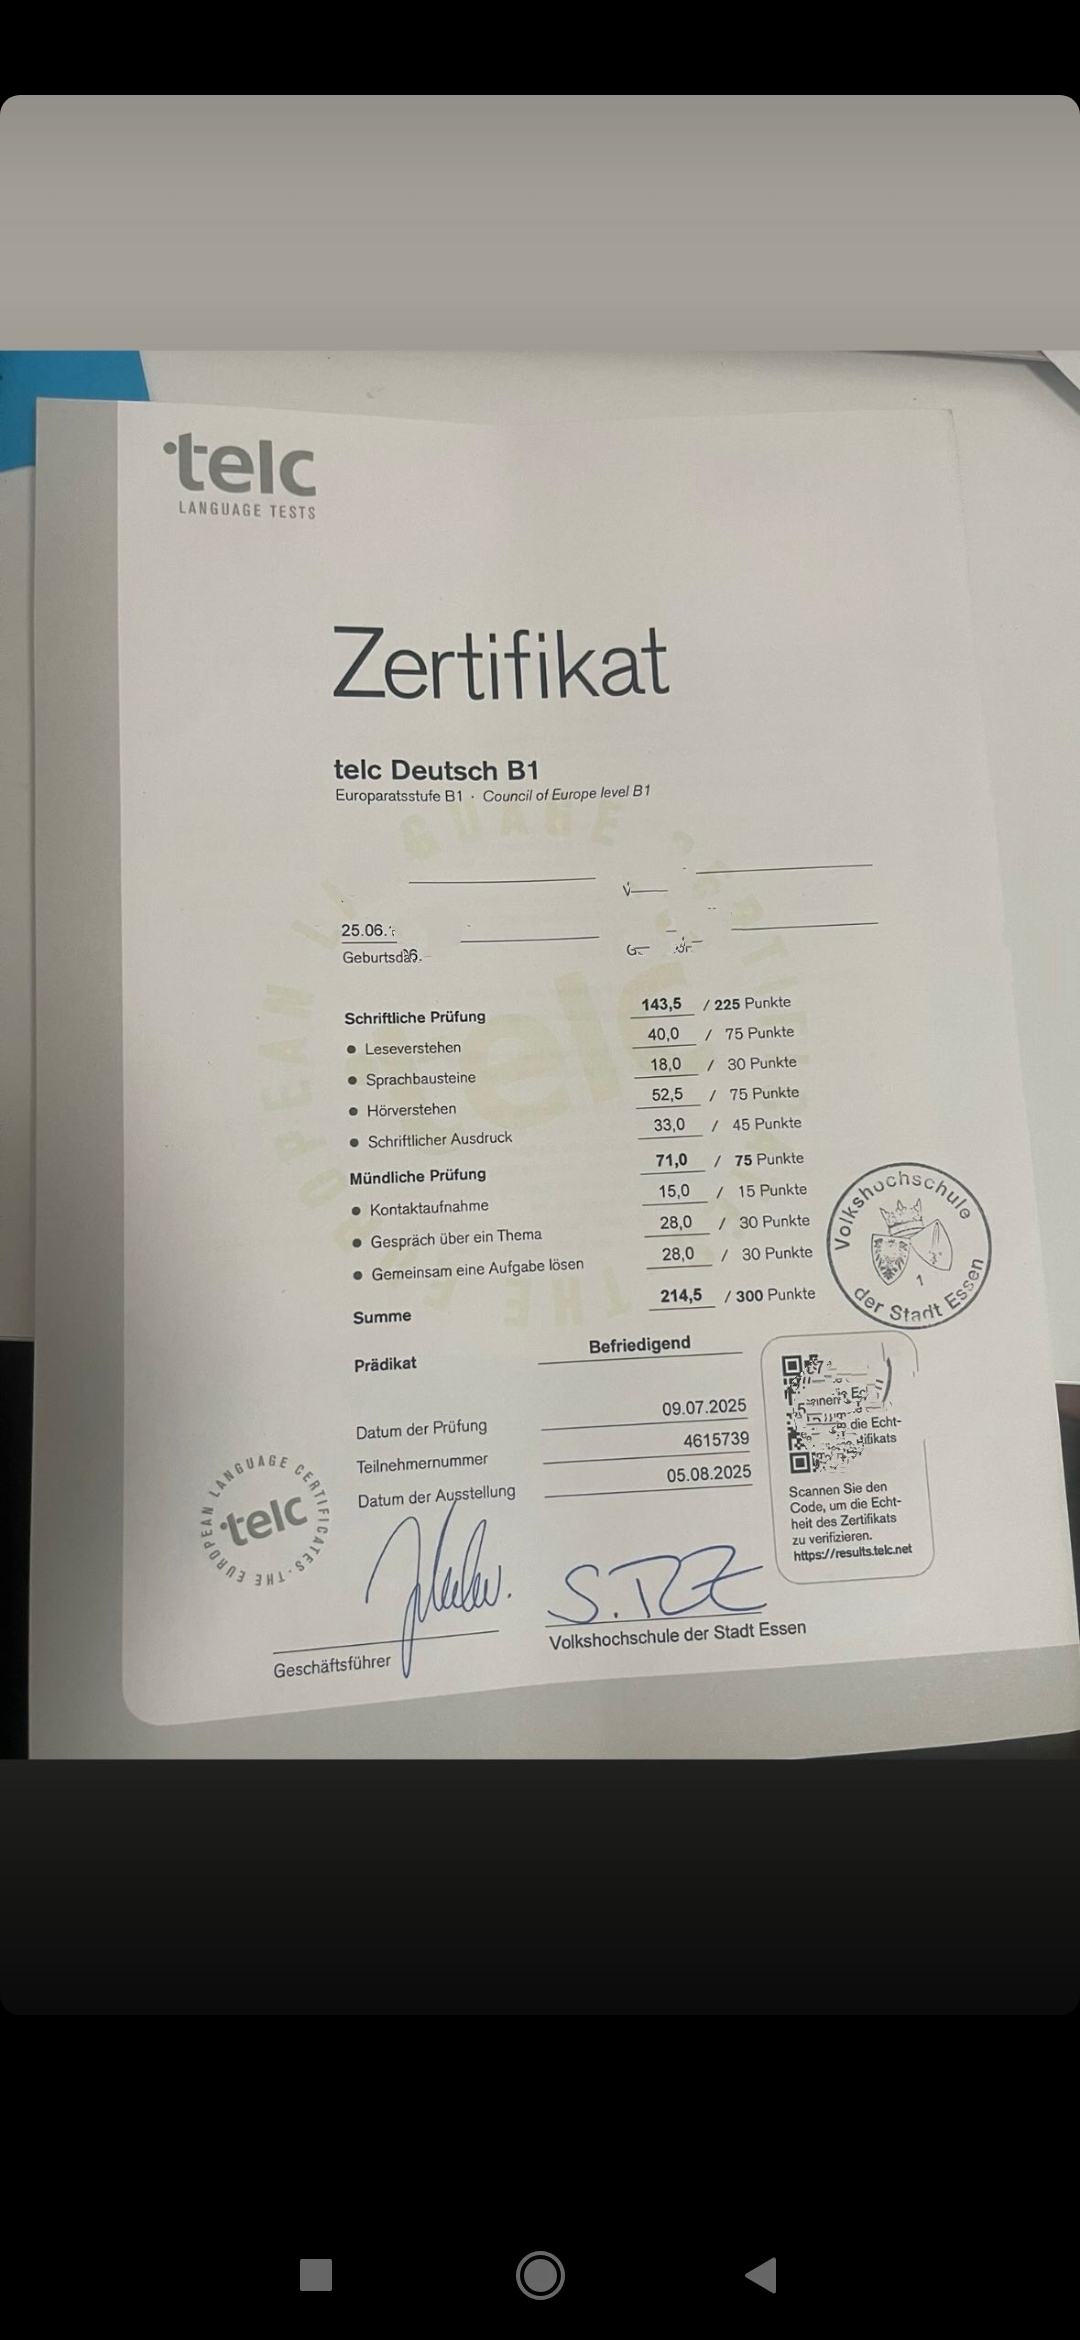 telc
LANGUAGE TESTS
Zertifikat
telc Deutsch B1
Europaratsstufe B1 · Council of Europe level B1
25.06.
Schriftliche Prüfung 143,5 / 225 Punkte
• Leseverstehen 40,0 / 75 Punkte
• Sprachbausteine 18,0 / 30 Punkte
• Hörverstehen 52,5 / 75 Punkte
• Schriftlicher Ausdruck 33,0 / 45 Punkte
Mündliche Prüfung 71,0 / 75 Punkte
• Kontaktaufnahme 15,0 / 15 Punkte
• Gespräch über ein Thema 28,0 / 30 Punkte
• Gemeinsam eine Aufgabe lösen 28,0 / 30 Punkte
Summe 214,5 / 300 Punkte
Prädikat Befriedigend
Volkshochschule der Stadt Essen
1
Datum der Prüfung 09.07.2025
Teilnehmernummer 4615739
Datum der Ausstellung 05.08.2025
die Echt-
Scannen Sie den
Code, um die Echt-
heit des Zertifikats
zu verifizieren.
https://results.telc.net
telc
THE EUROPEAN LANGUAGE CERTIFICATES
Geschäftsführer
Volkshochschule der Stadt Essen